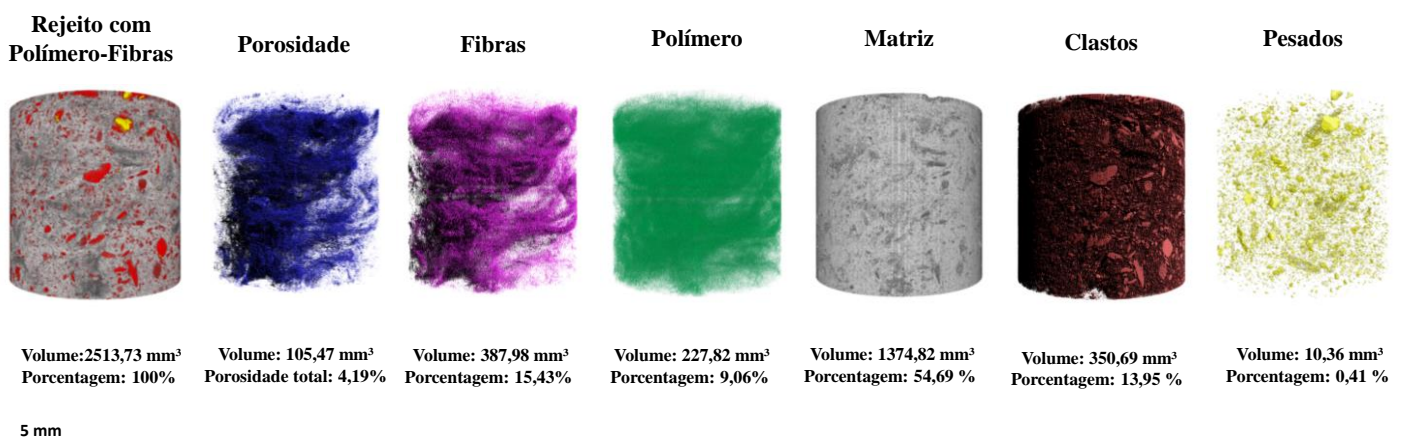 Rejeito com
Polímero-Fibras
Porosidade
Fibras
Polímero
Matriz
Clastos
Pesados
Volume:2513,73 mm³
Porcentagem: 100%
Volume: 105,47 mm³
Porosidade total: 4,19%
Volume: 387,98 mm³
Porcentagem: 15,43%
Volume: 227,82 mm³
Porcentagem: 9,06%
Volume: 1374,82 mm³
Porcentagem: 54,69 %
Volume: 350,69 mm³
Porcentagem: 13,95 %
Volume: 10,36 mm³
Porcentagem: 0,41 %
5 mm